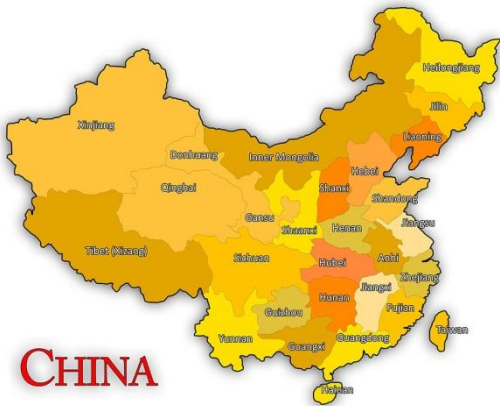 Heilongjiang
Jilin
Liaoning
Xinjiang
Donhuang
Inner Mongolia
Hebei
Qinghai
Shanxi
Shandong
Gansu
Shaanxi
Henan
Jiangsu
Tibet (Xizang)
Sichuan
Hubei
Anhi
Zhejiang
Jiangxi
Hunan
Guizhou
Fujian
Yunnan
Guangxi
Guangdong
Taiwan
Hainan
CHINA